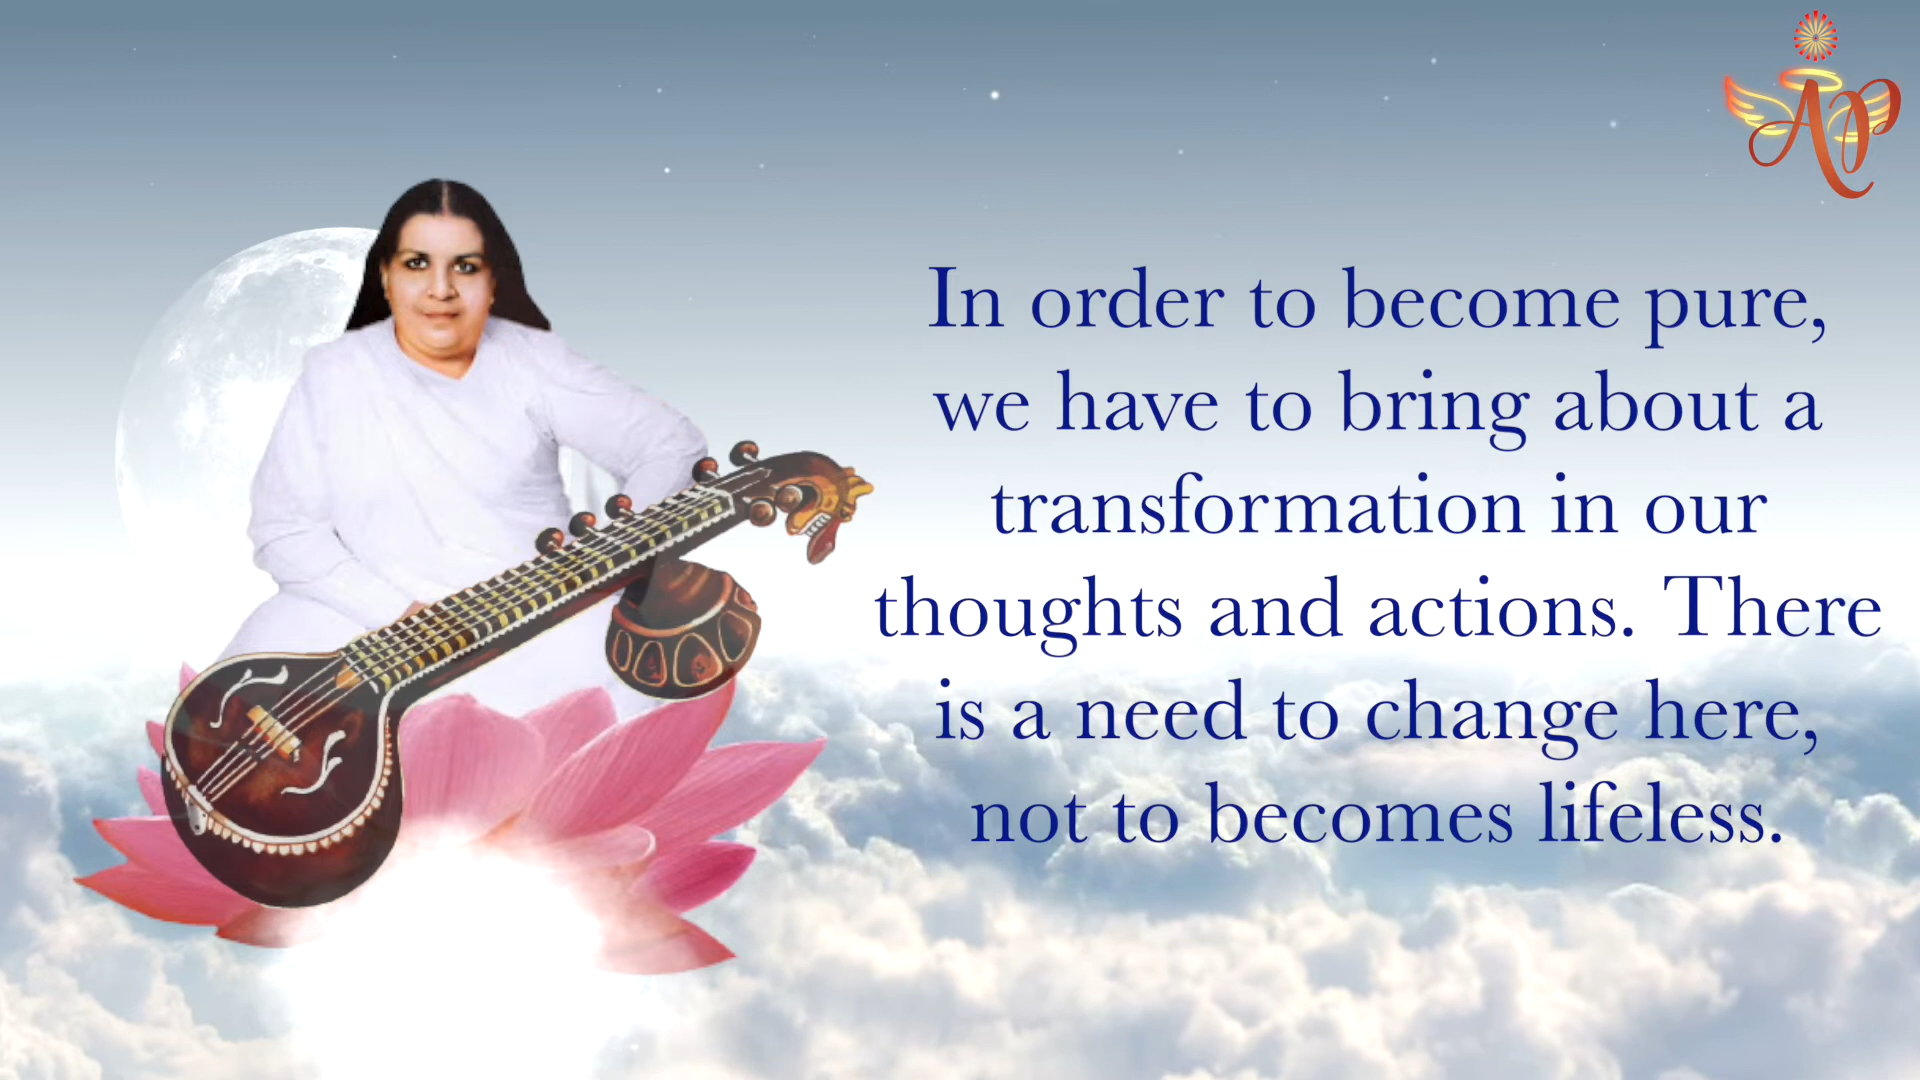 AP
In order to become pure,
we have to bring about a
transformation in our
thoughts and actions. There
is a need to change here,
not to becomes lifeless.